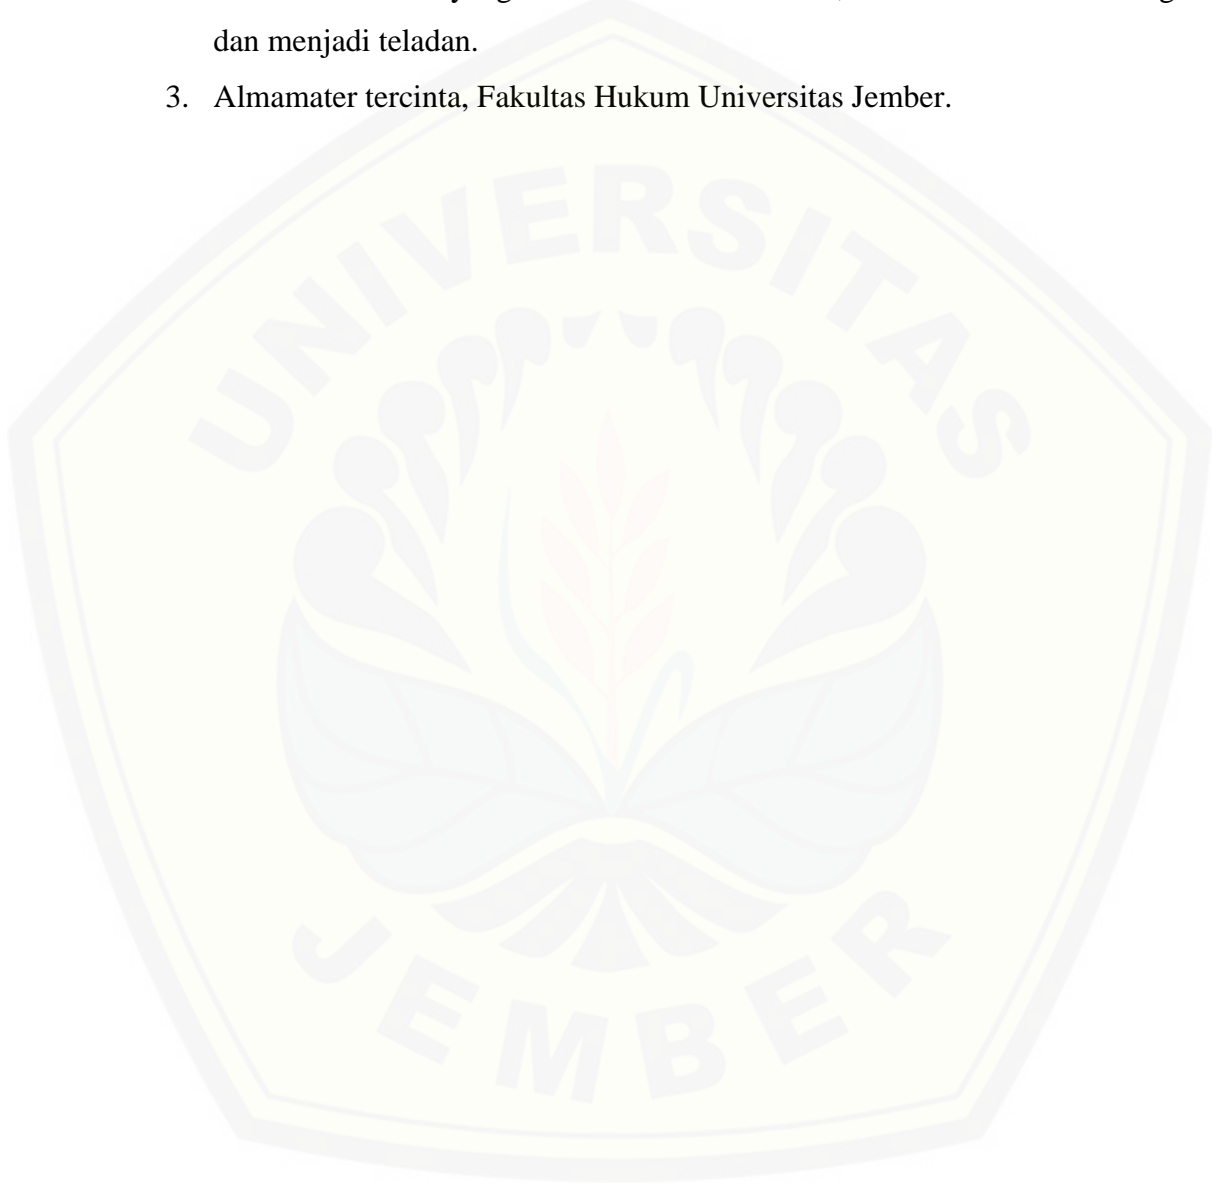 dan menjadi teladan.
3. Almamater tercinta, Fakultas Hukum Universitas Jember.
UNIVERSITAS
JEMBER